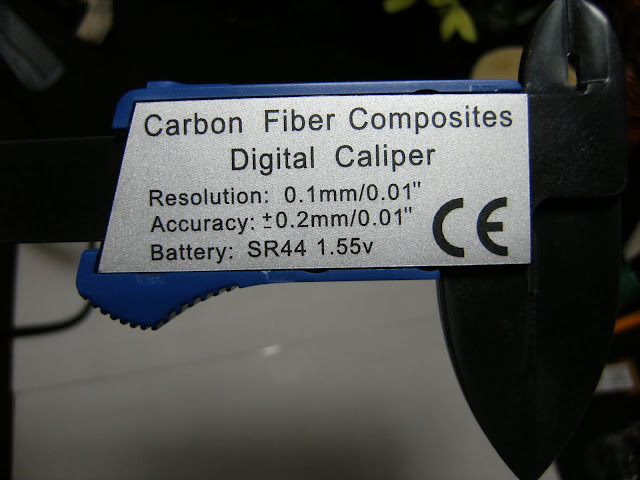 Carbon Fiber Composites
Digital Caliper
Resolution: 0.1mm/0.01"
Accuracy: ±0.2mm/0.01"
Battery: SR44 1.55v
CE